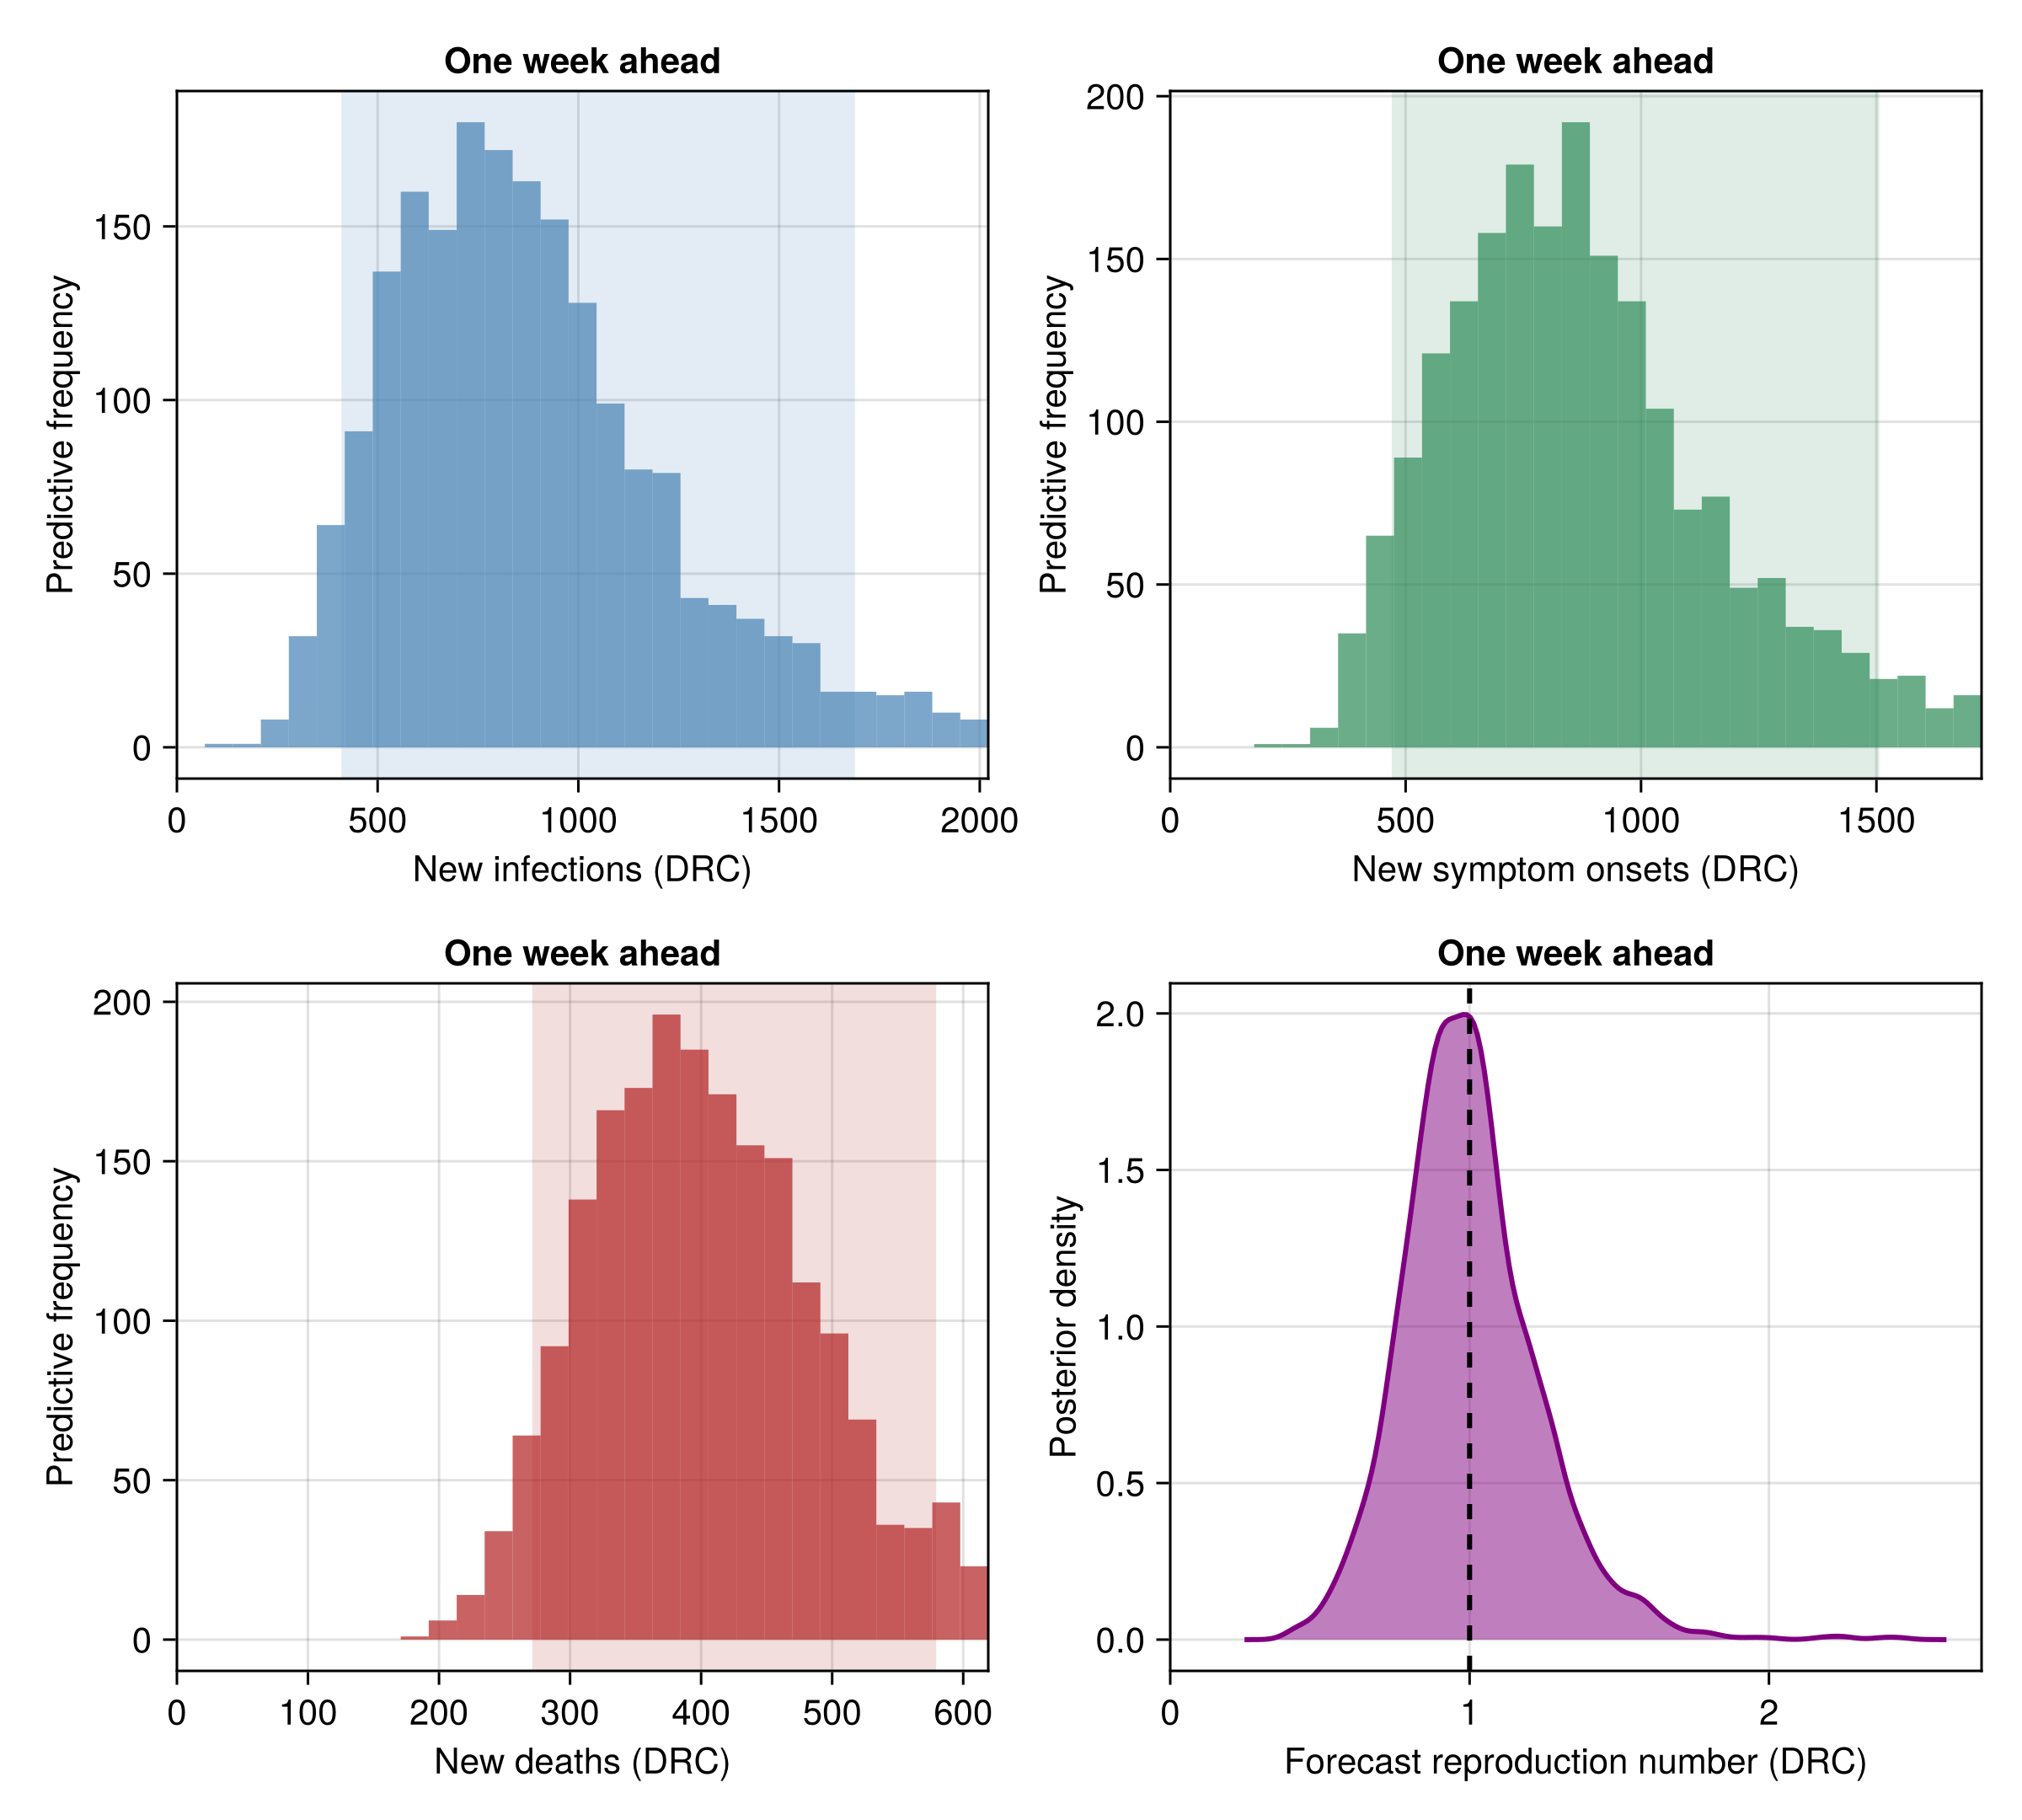 One week ahead
150
100
50
0
Predictive frequency
0 500 1000 1500 2000
New infections (DRC)
One week ahead
200
150
100
50
0
Predictive frequency
0 500 1000 1500
New symptom onsets (DRC)
One week ahead
200
150
100
50
0
Predictive frequency
0 100 200 300 400 500 600
New deaths (DRC)
One week ahead
2.0
1.5
1.0
0.5
0.0
Posterior density
0 1 2
Forecast reproduction number (DRC)